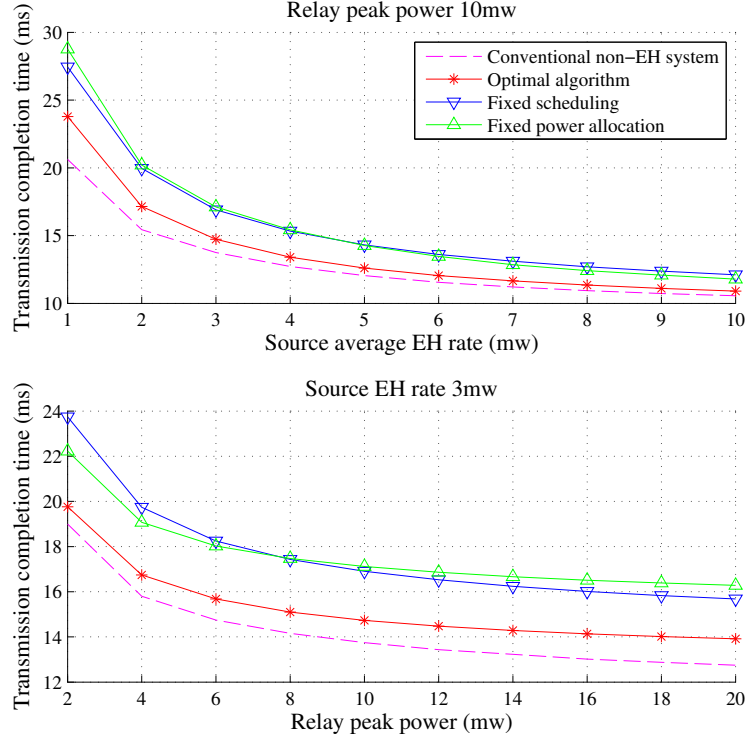 Relay peak power 10mw
Transmission completion time (ms)
30
25
20
15
10
Conventional non-EH system
Optimal algorithm
Fixed scheduling
Fixed power allocation
1 2 3 4 5 6 7 8 9 10
Source average EH rate (mw)
Source EH rate 3mw
Transmission completion time (ms)
24
22
20
18
16
14
12
2 4 6 8 10 12 14 16 18 20
Relay peak power (mw)